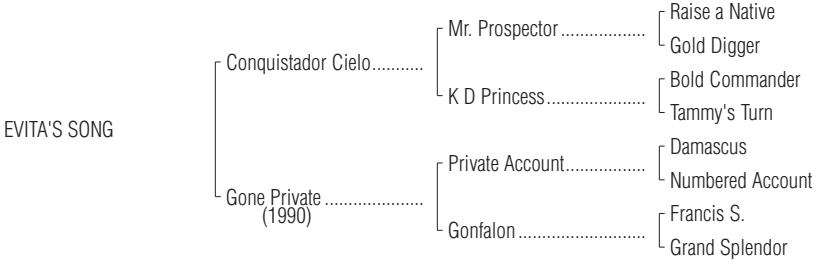 Raise a Native
Mr. Prospector ..................
Gold Digger
Conquistador Cielo...........
Bold Commander
K D Princess.....................
Tammy's Turn
EVITA'S SONG
Damascus
Private Account.................
Numbered Account
Gone Private .....................
(1990)
Francis S.
Gonfalon ...........................
Grand Splendor